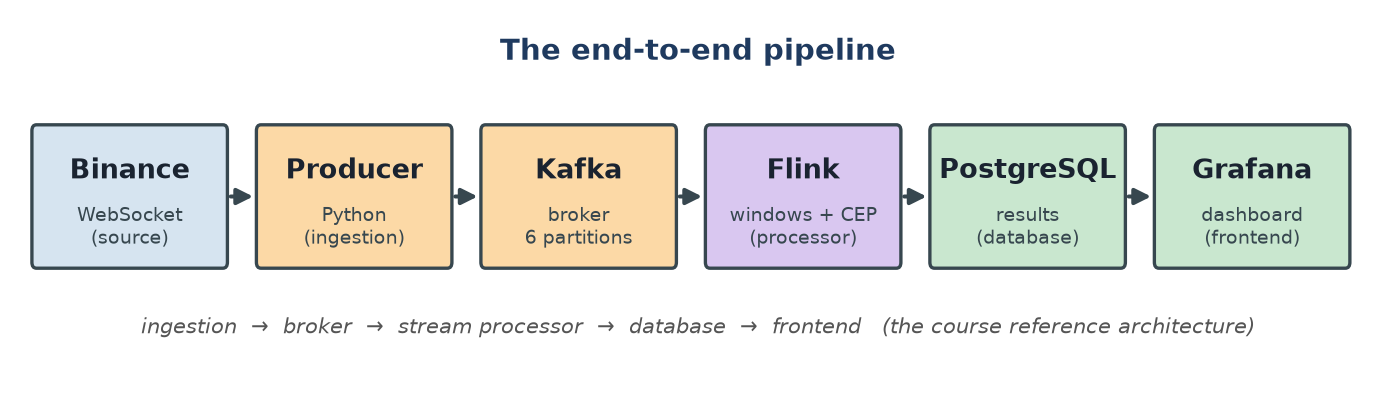 The end-to-end pipeline
Binance
WebSocket
(source)
Producer
Python
(ingestion)
Kafka
broker
6 partitions
Flink
windows + CEP
(processor)
PostgreSQL
results
(database)
Grafana
dashboard
(frontend)
ingestion → broker → stream processor → database → frontend (the course reference architecture)